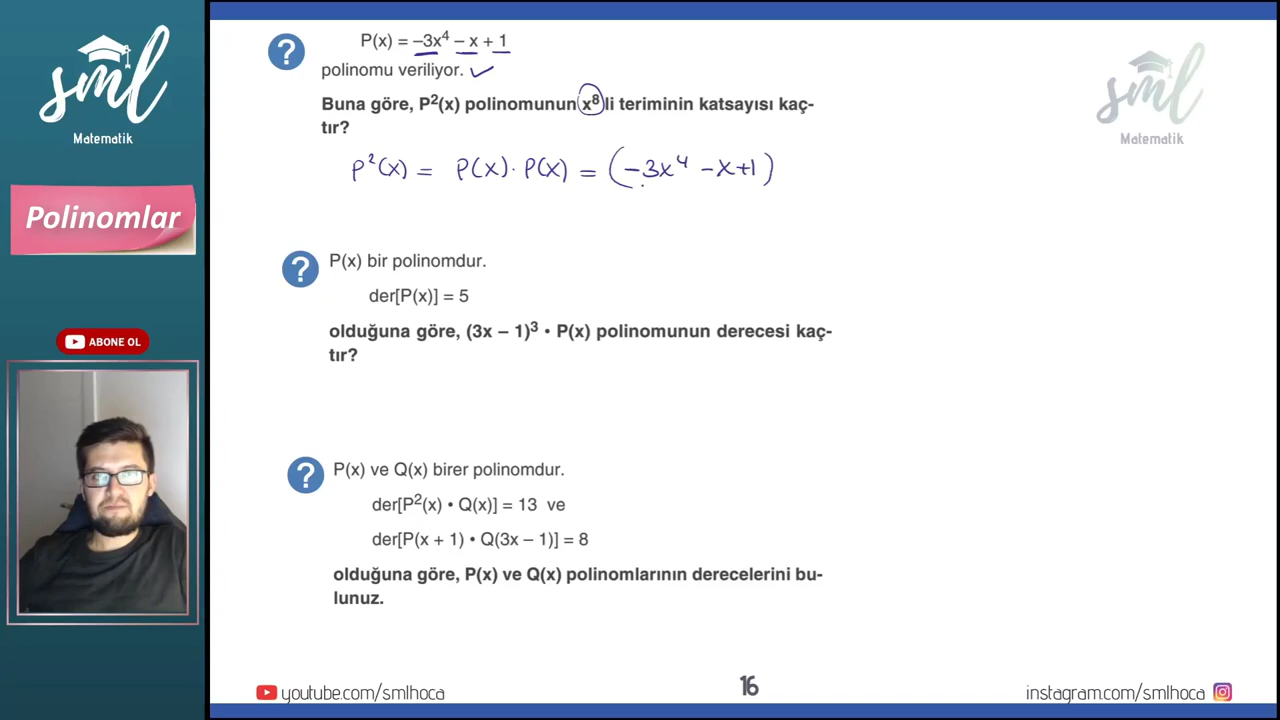 sml
Matematik
Polinomlar
ABONE OL
?
P(x) = –3x⁴ – x + 1
polinomu veriliyor.
Buna göre, P²(x) polinomunun x⁸li teriminin katsayısı kaç-
tır?
P²(x) = P(x) · P(x) = (–3x⁴ – x+1)
?
P(x) bir polinomdur.
der[P(x)] = 5
olduğuna göre, (3x – 1)³ • P(x) polinomunun derecesi kaç-
tır?
?
P(x) ve Q(x) birer polinomdur.
der[P²(x) • Q(x)] = 13 ve
der[P(x + 1) • Q(3x – 1)] = 8
olduğuna göre, P(x) ve Q(x) polinomlarının derecelerini bu-
lunuz.
sml
Matematik
youtube.com/smlhoca
16
instagram.com/smlhoca